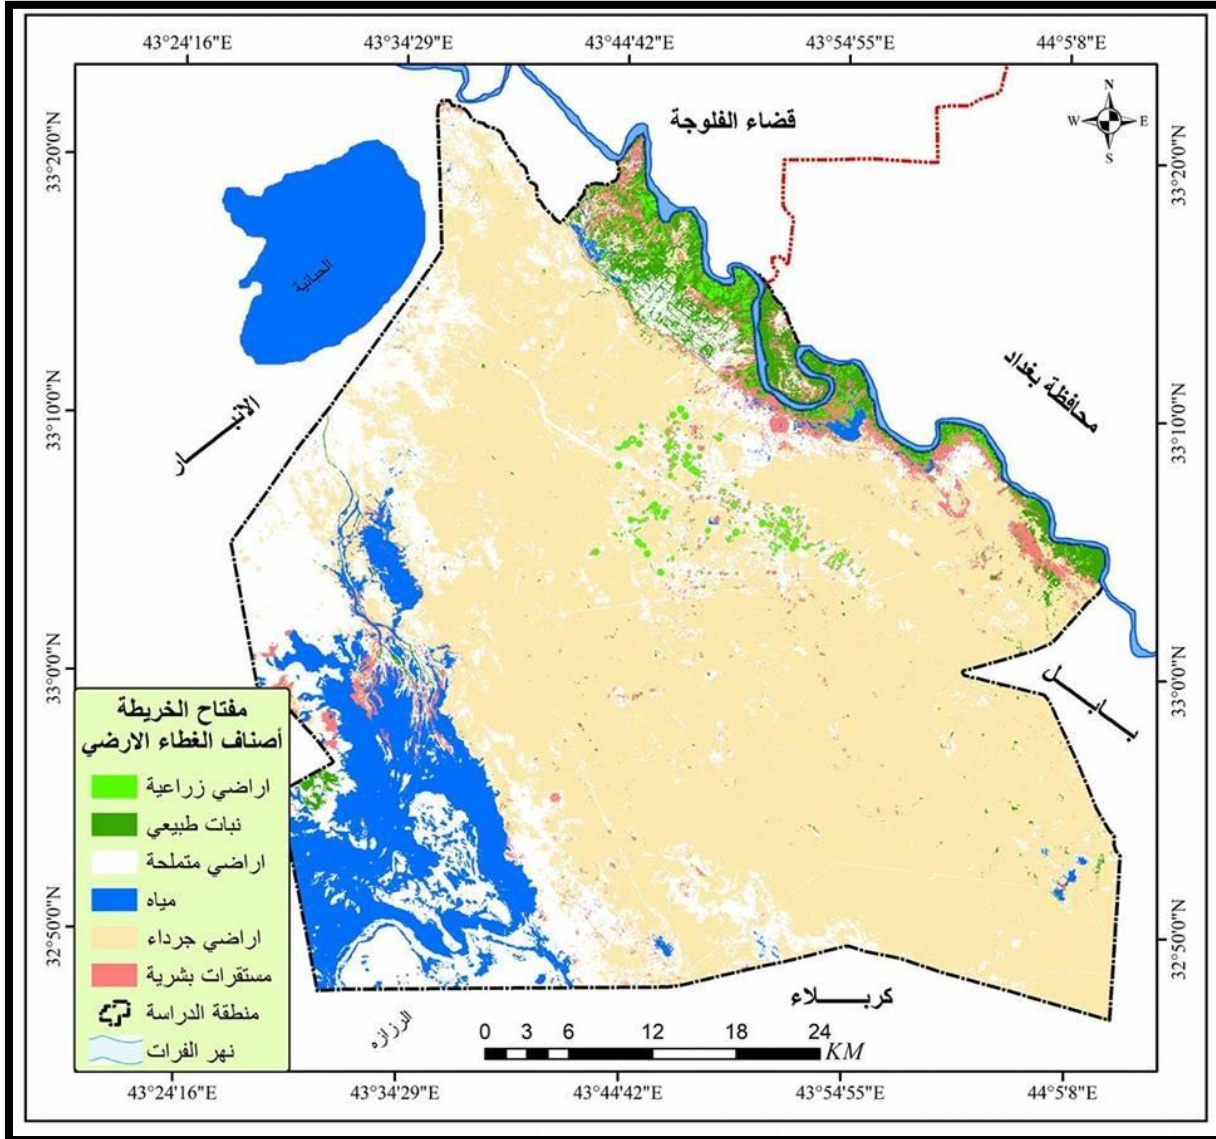 43°24'16"E 43°34'29"E 43°44'42"E 43°54'55"E 44°5'8"E
N
W E
S
قضاء الفلوجة
33°20'0"N 33°20'0"N
الحبانية
محافظة بغداد
الانبـــــار
33°10'0"N 33°10'0"N
33°0'0"N 33°0'0"N
بـــابـــــل
مفتاح الخريطة
أصناف الغطاء الارضي
اراضي زراعية
نبات طبيعي
اراضي متملحة
مياه
اراضي جرداء
مستقرات بشرية
منطقة الدراسة
نهر الفرات
32°50'0"N 32°50'0"N
كربـــــلاء
الرزازه
0 3 6 12 18 24
KM
43°24'16"E 43°34'29"E 43°44'42"E 43°54'55"E 44°5'8"E